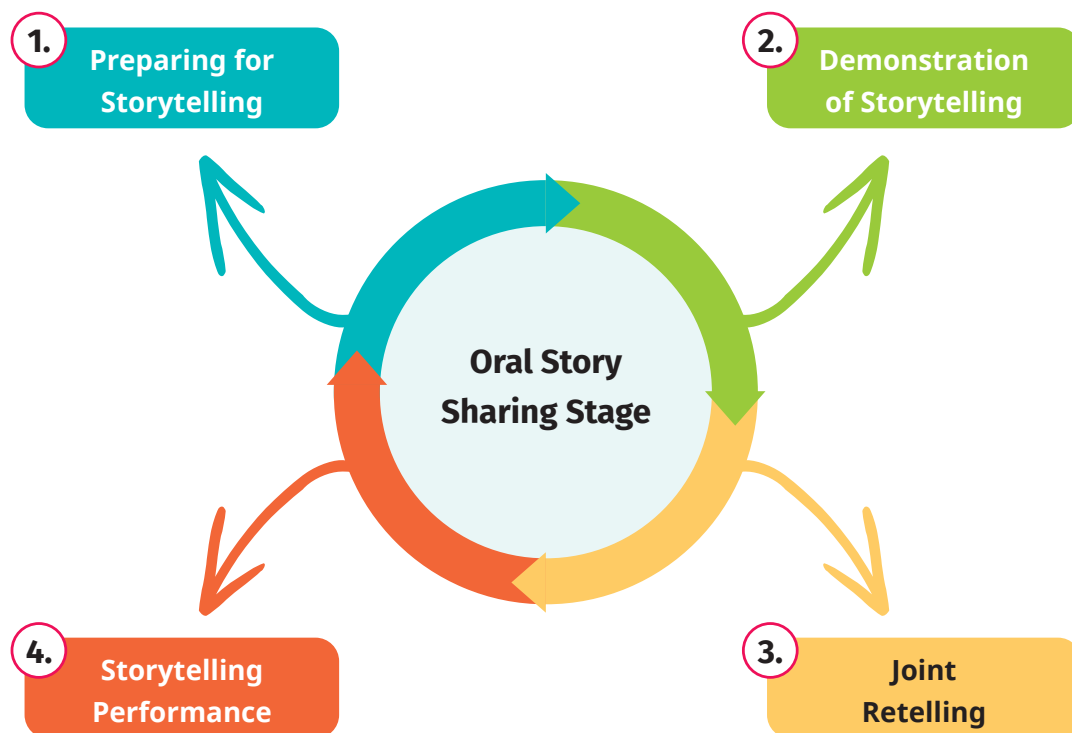 1.
Preparing for
Storytelling
2.
Demonstration
of Storytelling
Oral Story
Sharing Stage
4.
Storytelling
Performance
3.
Joint
Retelling